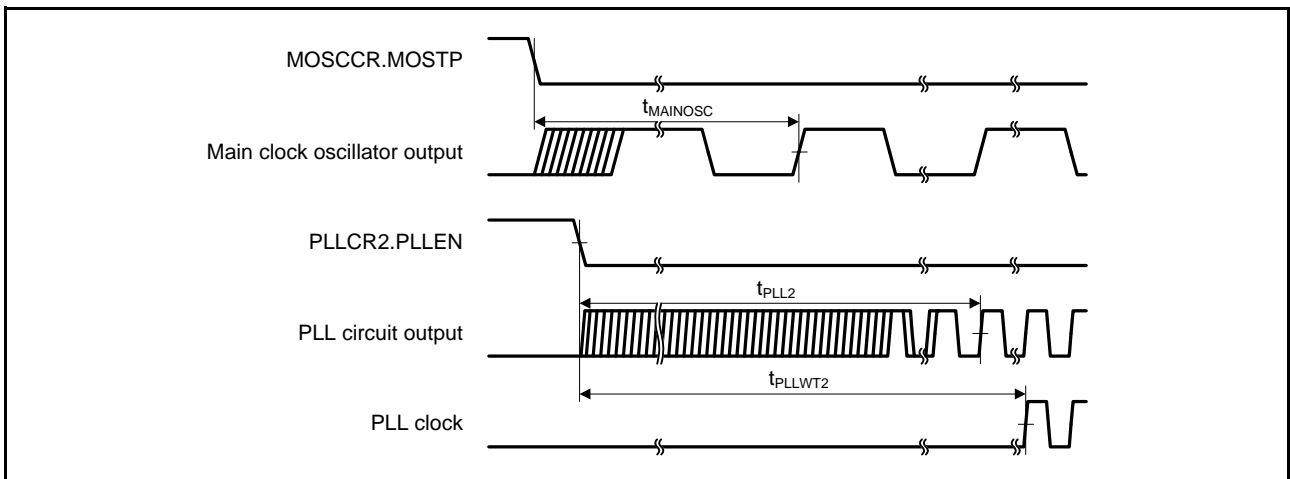 MOSCCR.MOSTP
tMAINOSC
Main clock oscillator output
PLLCR2.PLLEN
tPLL2
PLL circuit output
tPLLWT2
PLL clock